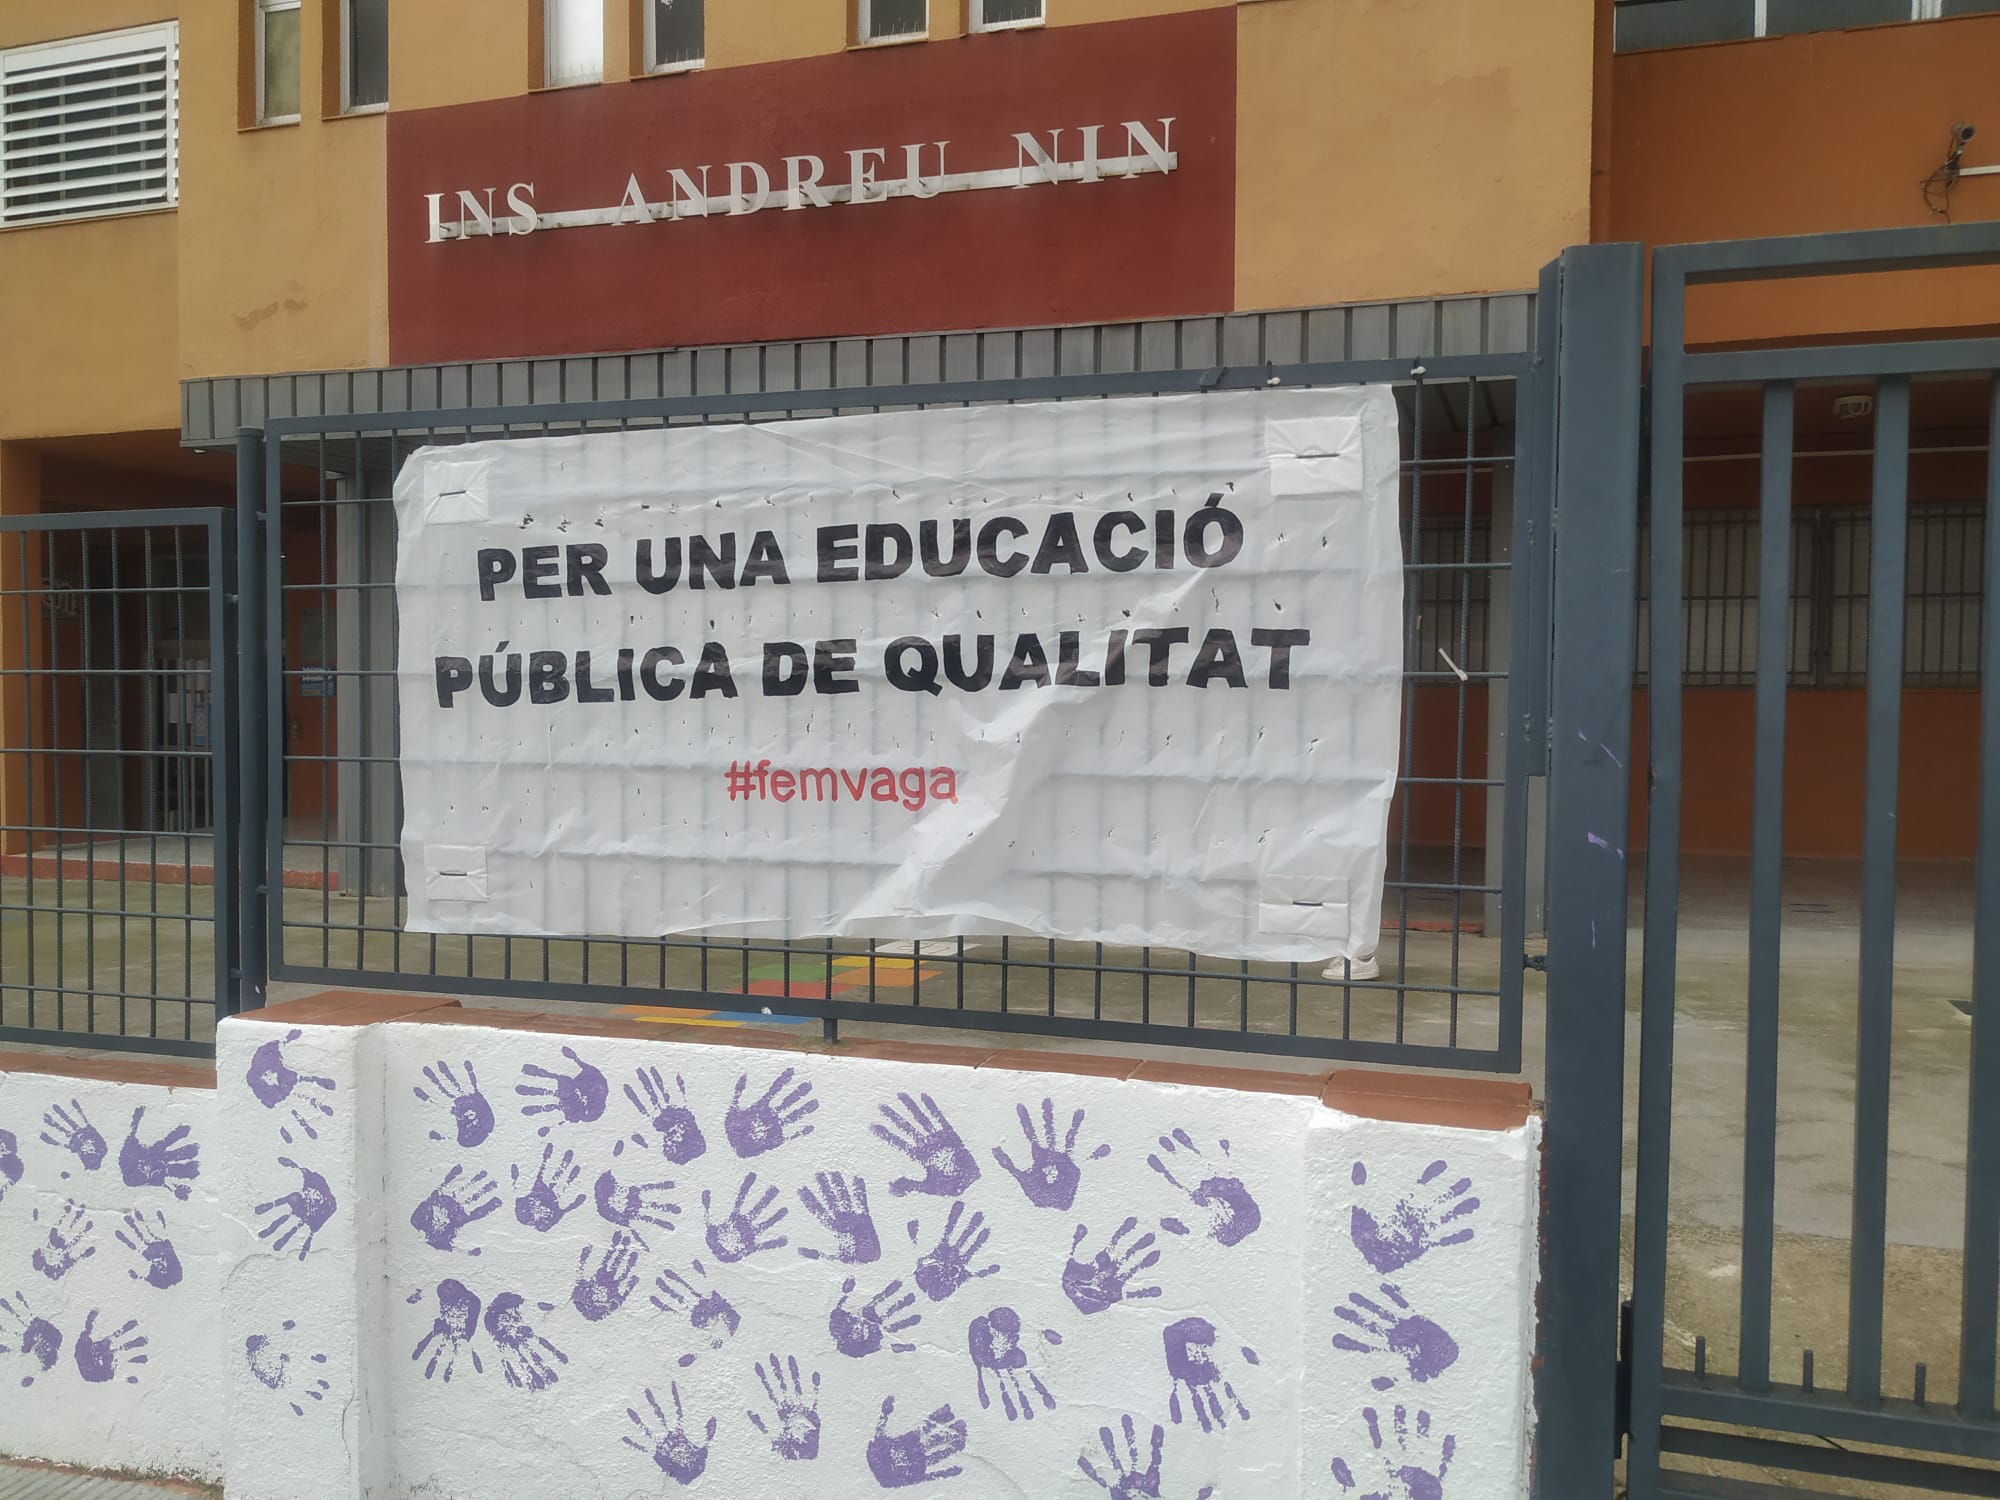 INS ANDREU NIN
PER UNA EDUCACIÓ
PÚBLICA DE QUALITAT
#femvaga